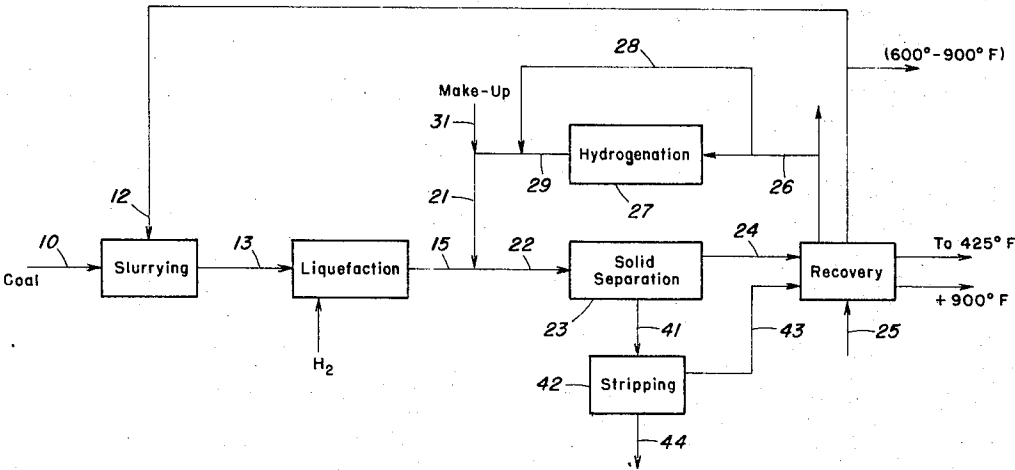 28
(600°-900° F)
Make-Up
31
Hydrogenation
29
26
12
21
27
10
13
15
22
24
Coal
Slurrying
Liquefaction
Solid
Separation
Recovery
To 425° F
+900° F
23
41
43
25
H2
42
Stripping
44